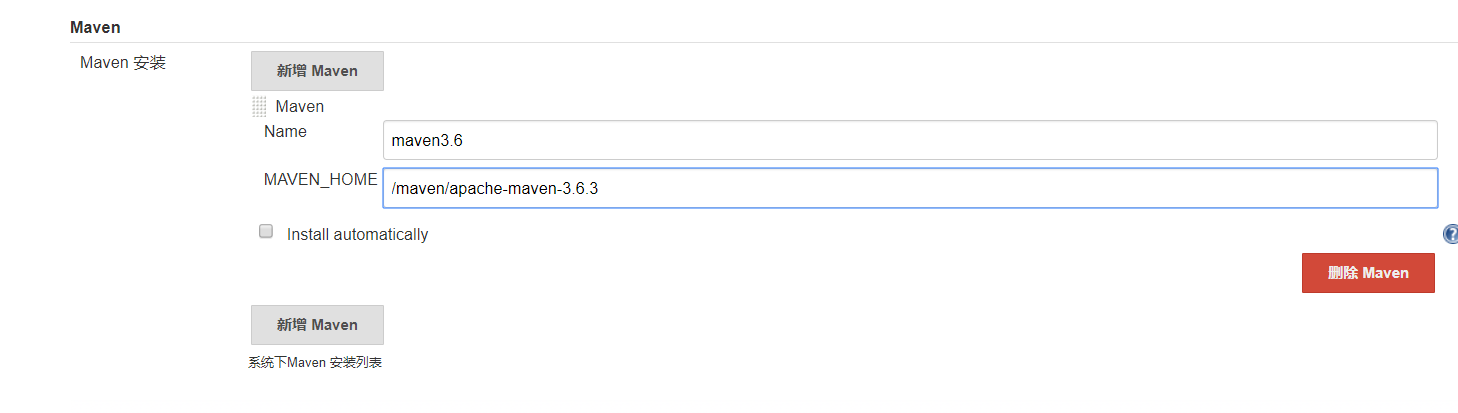 Maven
Maven 安装
新增 Maven
Maven
Name
maven3.6
MAVEN_HOME
/maven/apache-maven-3.6.3
Install automatically
?
删除 Maven
新增 Maven
系统下Maven 安装列表